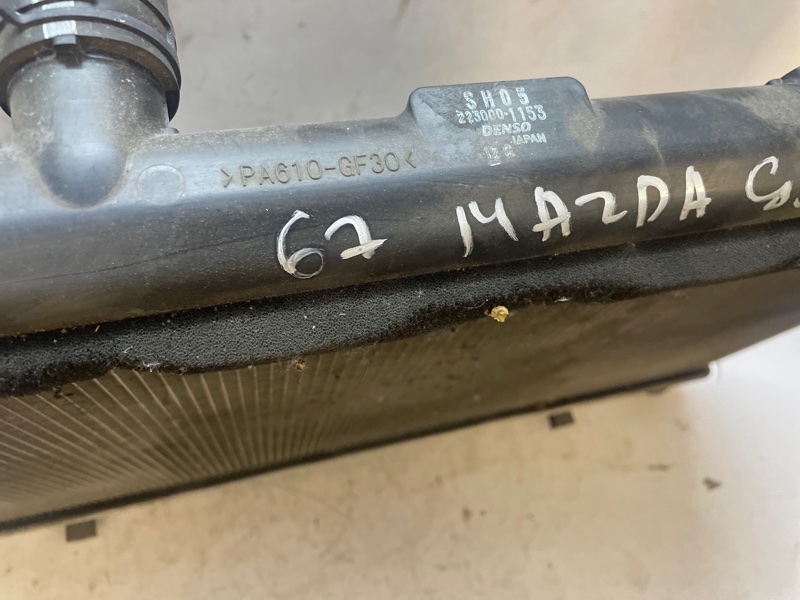 SH05
223000-1153
DENSO
JAPAN
>PA610-GF30<
67 MAZDA